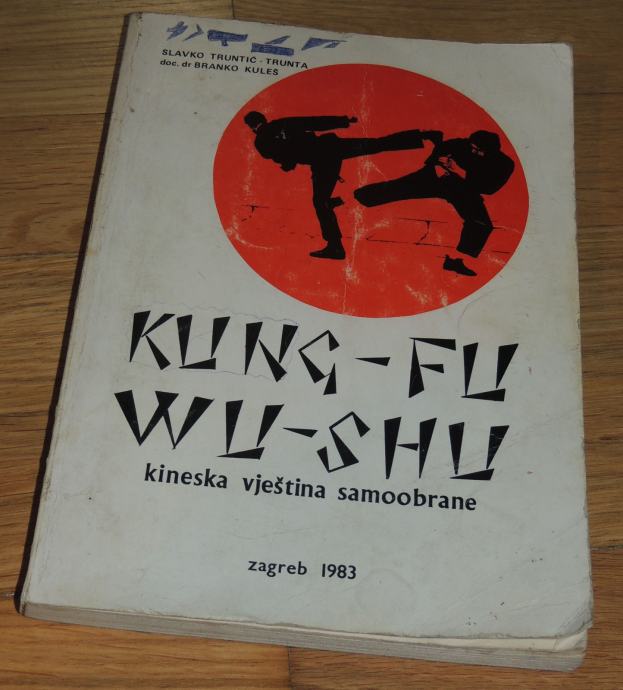 SLAVKO TRUNTIĆ - TRUNTA
doc. dr BRANKO KULEŠ
KUNG-FU
WU-SHU
kineska vještina samoobrane
zagreb 1983